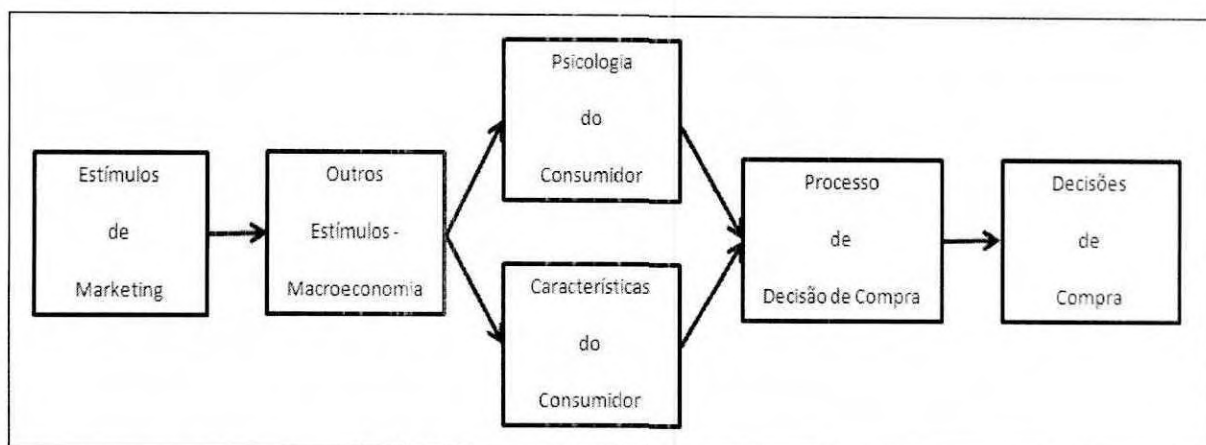 Estímulos
de
Marketing
Outros
Estímulos -
Macroeconomia
Psicologia
do
Consumidor
Características
do
Consumidor
Processo
de
Decisão de Compra
Decisões
de
Compra